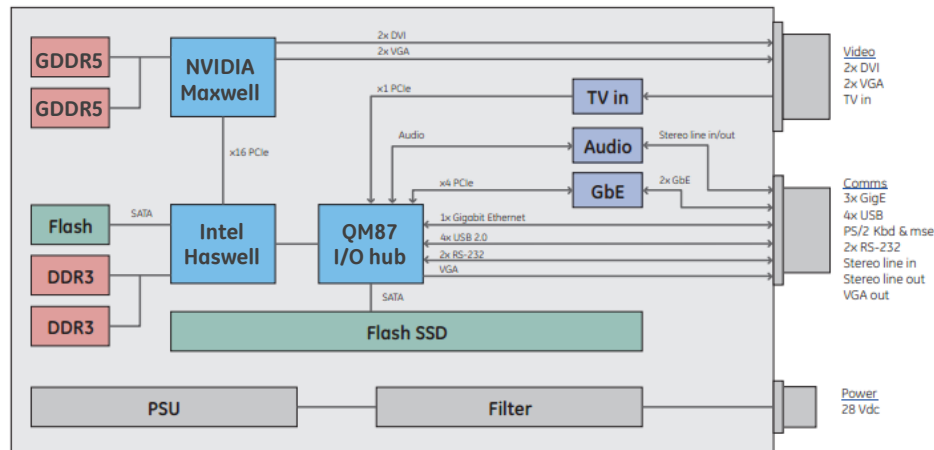 2x DVI
2x VGA
GDDR5
GDDR5
NVIDIA
Maxwell
Video
2x DVI
2x VGA
TV in
x1 PCIe
TV in
Audio
Audio
Stereo line in/out
x16 PCIe
x4 PCIe
GbE
2x GbE
Comms
3x GigE
4x USB
PS/2 Kbd & mse
2x RS-232
Stereo line in
Stereo line out
VGA out
Flash
SATA
Intel
Haswell
QM87
I/O hub
1x Gigabit Ethernet
4x USB 2.0
2x RS-232
VGA
DDR3
DDR3
SATA
Flash SSD
PSU
Filter
Power
28 Vdc